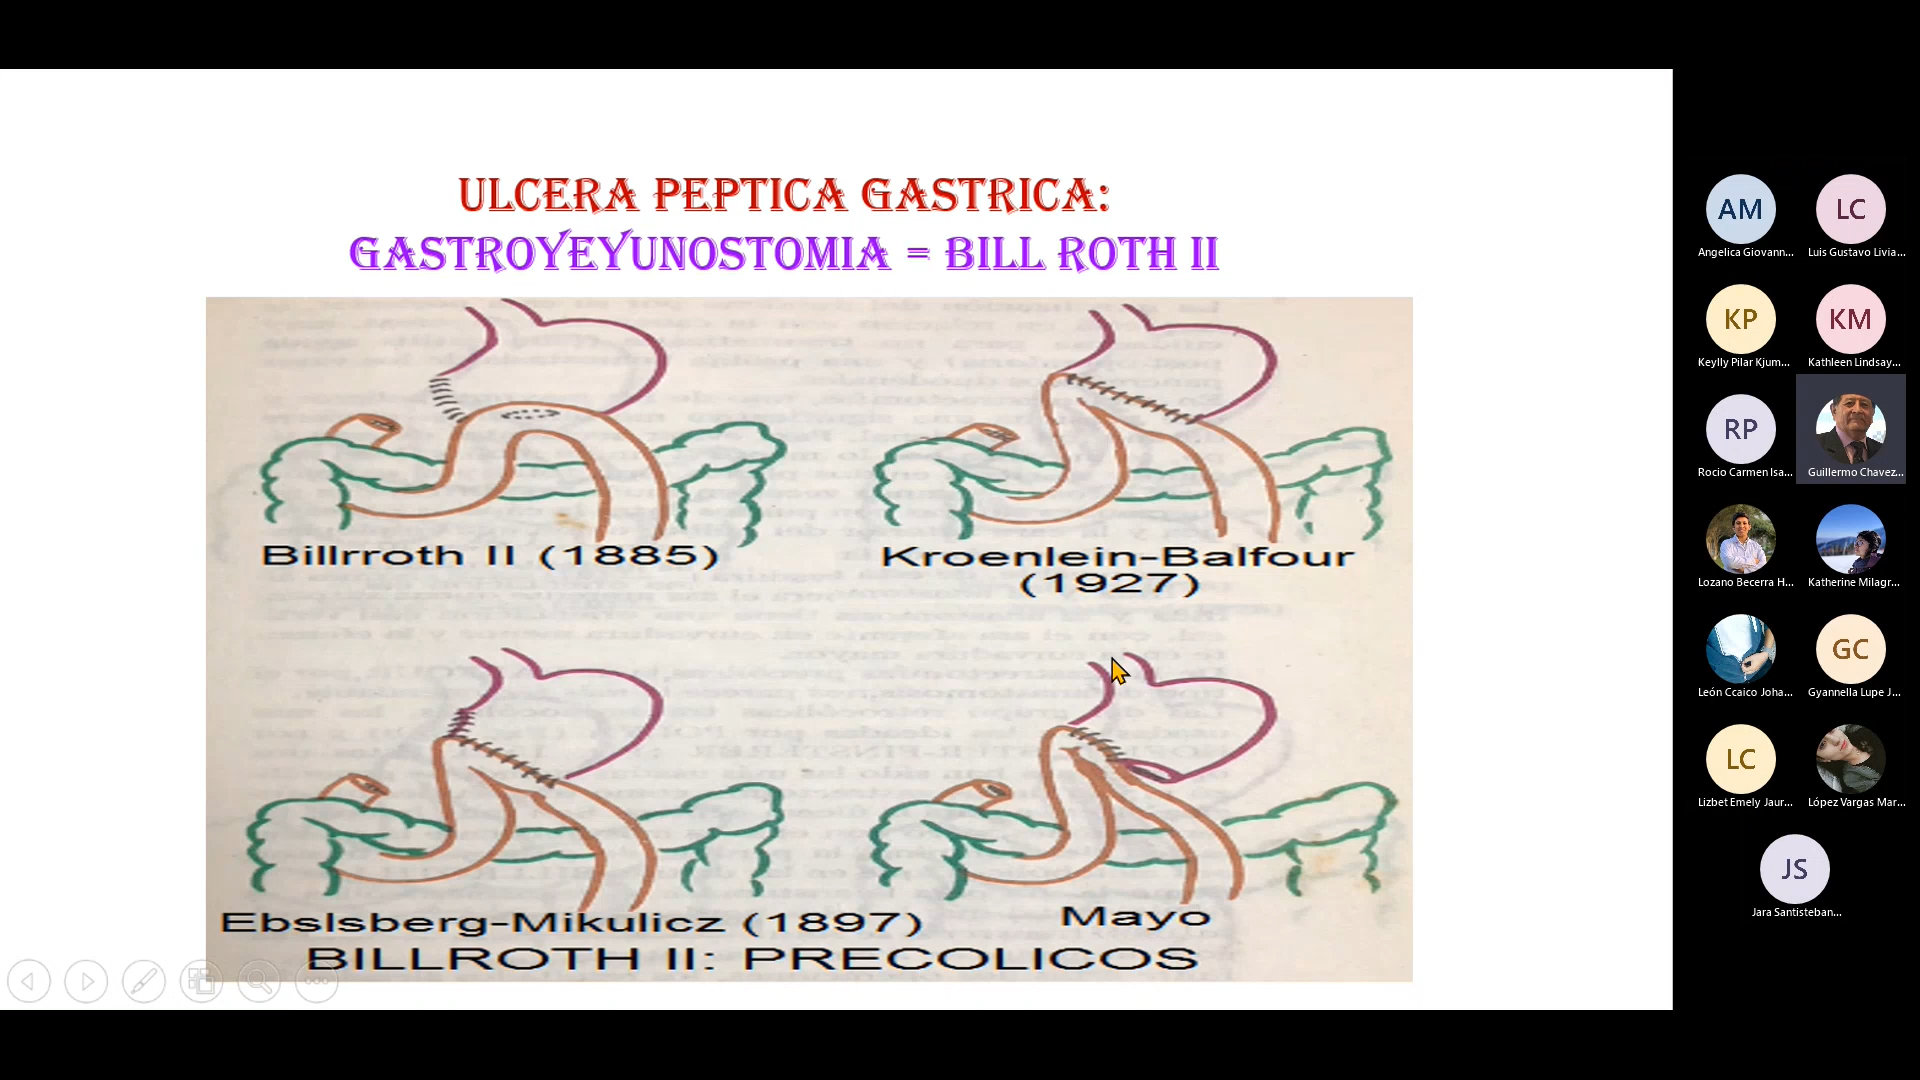 ULCERA PEPTICA GASTRICA:
GASTROYEYUNOSTOMIA = BILL ROTH II
Billrroth II (1885)
Kroenlein-Balfour
(1927)
Ebslsberg-Mikulicz (1897)
Mayo
BILLROTH II: PRECOLICOS
AM
Angelica Giovann...
LC
Luis Gustavo Livia...
KP
Keylly Pilar Kjum...
KM
Kathleen Lindsay...
RP
Rocio Carmen Isa...
Guillermo Chavez...
Lozano Becerra H...
Katherine Milagr...
León Ccaico Joha...
GC
Gyannella Lupe J...
LC
Lizbet Emely Jaur...
López Vargas Mar...
JS
Jara Santisteban...